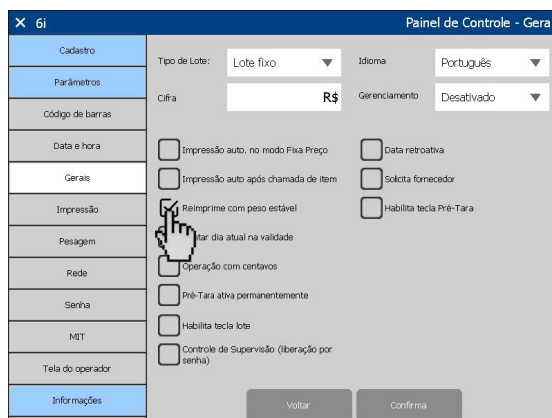 6i
Painel de Controle - Gera
Cadastro
Parâmetros
Código de barras
Data e hora
Gerais
Impressão
Pesagem
Rede
Senha
MIT
Tela do operador
Informações
Tipo de Lote:
Lote fixo
Idioma
Português
Cifra
R$
Gerenciamento
Desativado
Impressão auto. no modo Fixa Preço
Impressão auto após chamada de item
Reimprime com peso estável
tar dia atual na validade
Operação com centavos
Pré-Tara ativa permanentemente
Habilita tecla lote
Controle de Supervisão (liberação por
senha)
Data retroativa
Solicita fornecedor
Habilita tecla Pré-Tara
Voltar
Confirma